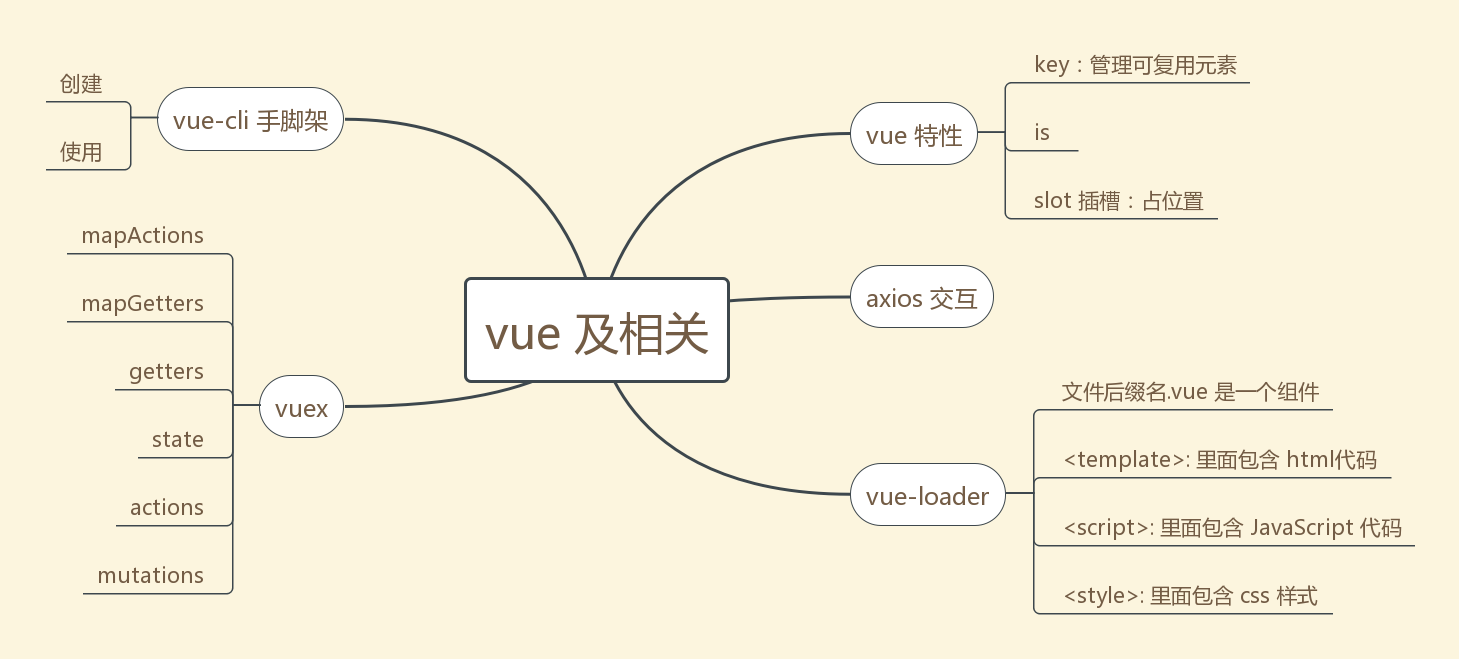 vue 及相关
vue 特性
key：管理可复用元素
is
slot 插槽：占位置
axios 交互
vue-loader
文件后缀名.vue 是一个组件
<template>: 里面包含 html代码
<script>: 里面包含 JavaScript 代码
<style>: 里面包含 css 样式
vue-cli 手脚架
创建
使用
vuex
mapActions
mapGetters
getters
state
actions
mutations